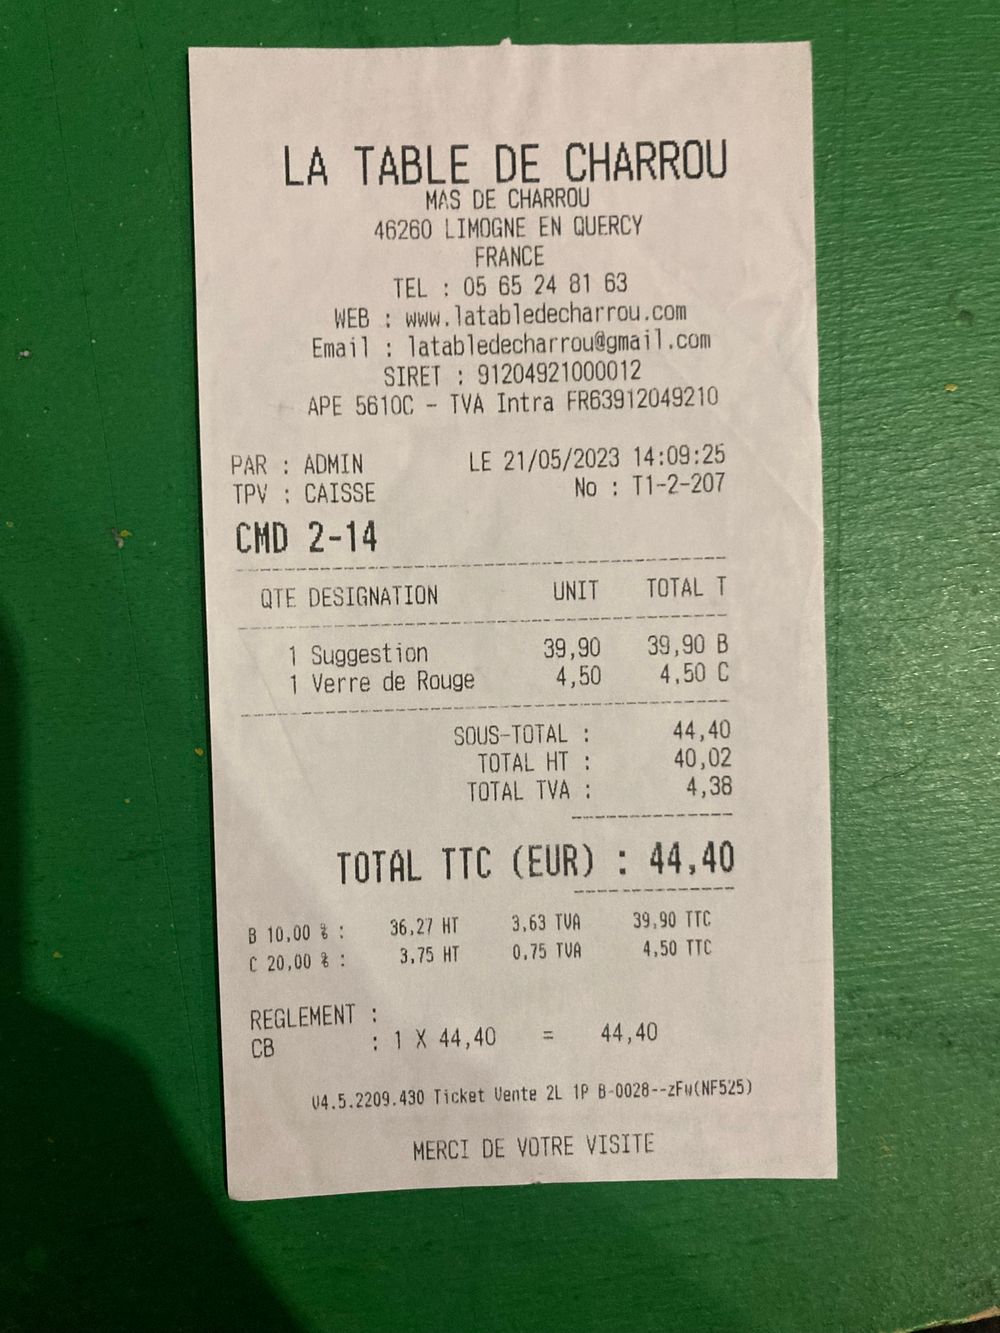 LA TABLE DE CHARROU
MAS DE CHARROU
46260 LIMOGNE EN QUERCY
FRANCE
TEL : 05 65 24 81 63
WEB : www.latabledecharrou.com
Email : latabledecharrou@gmail.com
SIRET : 91204921000012
APE 5610C - TVA Intra FR63912049210
PAR : ADMIN LE 21/05/2023 14:09:25
TPV : CAISSE No : T1-2-207
CMD 2-14
QTE DESIGNATION UNIT TOTAL T
1 Suggestion 39,90 39,90 B
1 Verre de Rouge 4,50 4,50 C
SOUS-TOTAL : 44,40
TOTAL HT : 40,02
TOTAL TVA : 4,38
TOTAL TTC (EUR) : 44,40
B 10,00 % : 36,27 HT 3,63 TVA 39,90 TTC
C 20,00 % : 3,75 HT 0,75 TVA 4,50 TTC
REGLEMENT :
CB : 1 X 44,40 = 44,40
V4.5.2209.430 Ticket Vente 2L 1P B-0028--zFw(NF525)
MERCI DE VOTRE VISITE